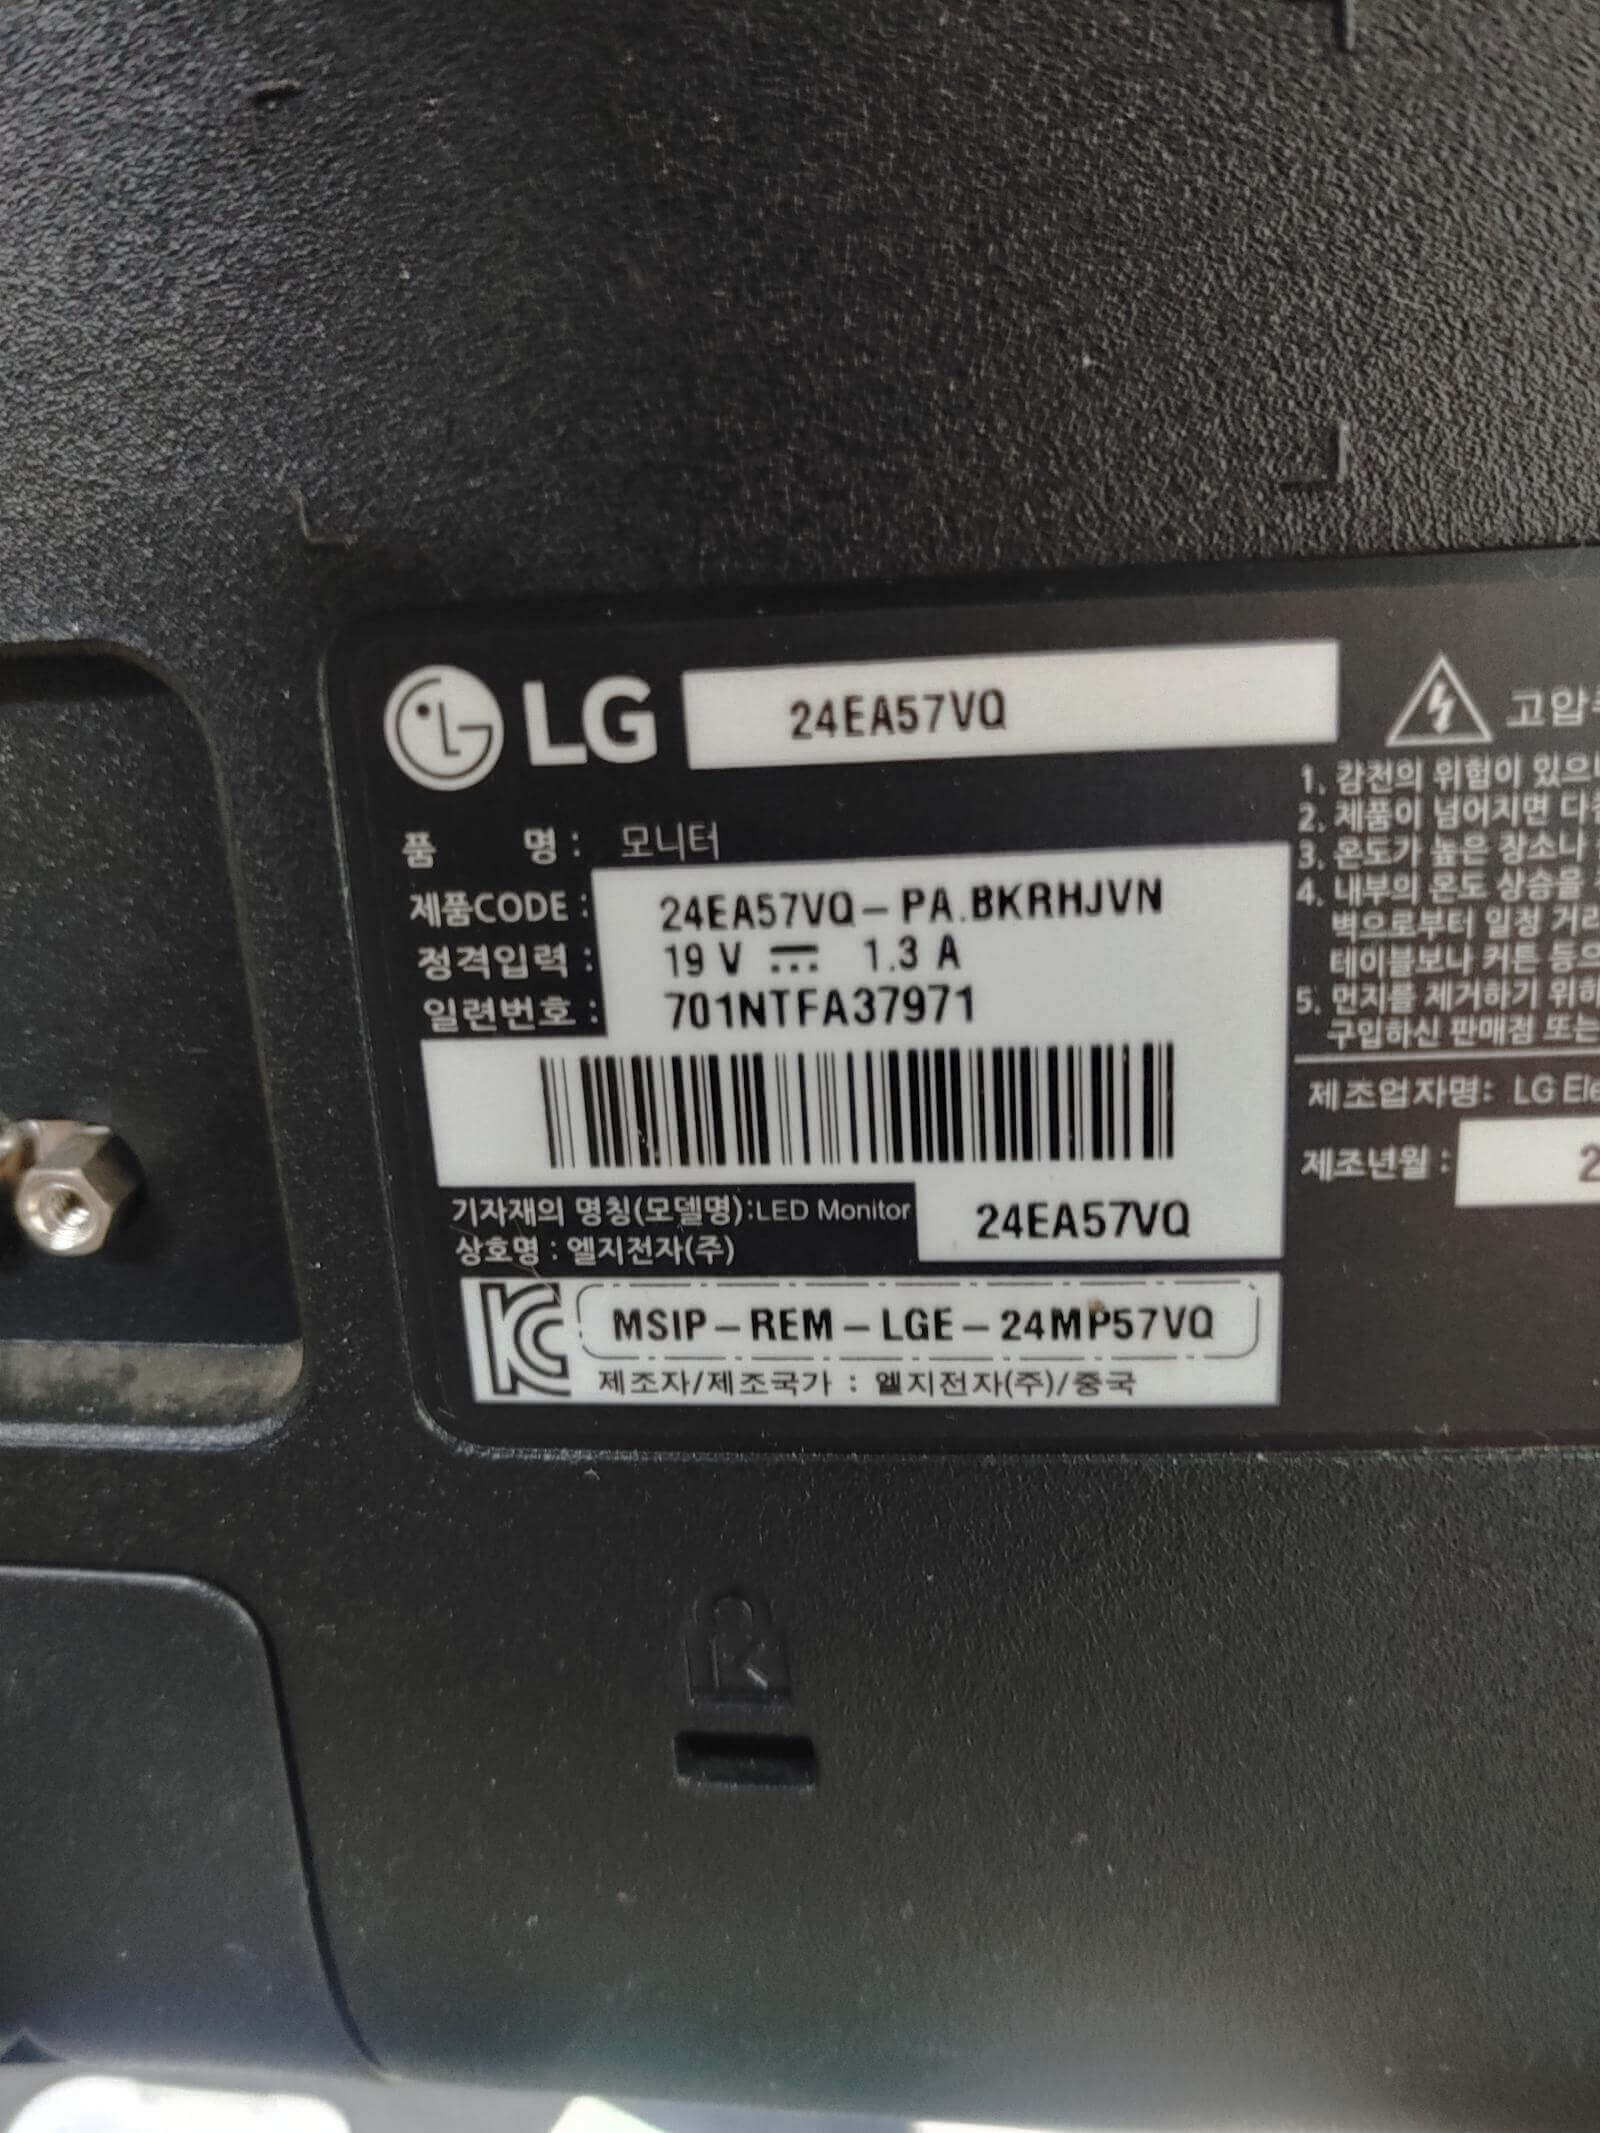 LG 24EA57VQ
품 명 : 모니터
제품CODE : 24EA57VQ-PA.BKRHJVN
정격입력 : 19 V 1.3 A
일련번호 : 701NTFA37971
기자재의 명칭(모델명):LED Monitor 24EA57VQ
상호명 : 엘지전자(주)
MSIP-REM-LGE-24MP57VQ
제조자/제조국가 : 엘지전자(주)/중국
고압
1. 감전의 위험이 있으
2. 제품이 넘어지면
3. 온도가 높은 장소나
4. 내부의 온도 상승을
벽으로부터 일정
테이블보나 커튼 등으
5. 먼지를 제거하기
구입하신 판매점 또는
제조업자명: LG
제조년월 : 2